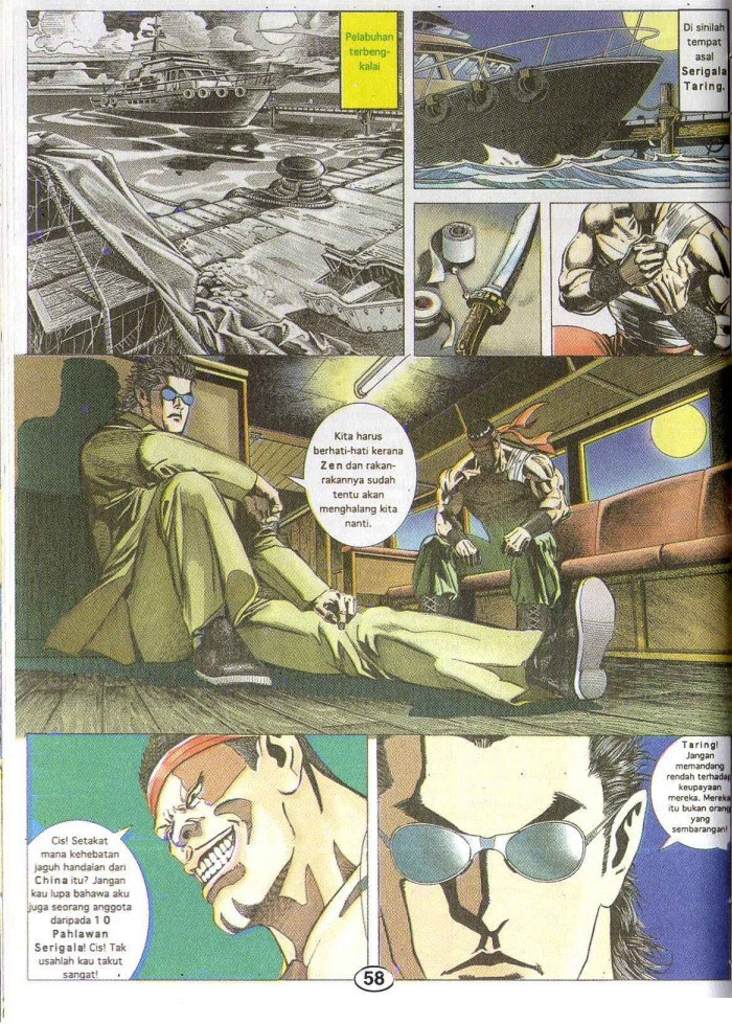 Pelabuhan
terbeng-
kalai
Di sinilah
tempat
asal
Serigala
Taring.
Kita harus
berhati-hati kerana
Zen dan rakan-
rakannya sudah
tentu akan
menghalang kita
nanti.
Cis! Setakat
mana kehebatan
jaguh handaian dari
China itu? Jangan
kau lupa bahawa aku
juga seorang anggota
daripada 10
Pahlawan
Serigala! Cis! Tak
usahlah kau takut
sangat!
Taring!
Jangan
memandang
rendah terhadap
keupayaan
mereka. Mereka
itu bukan orang
yang
sembarangan!
58